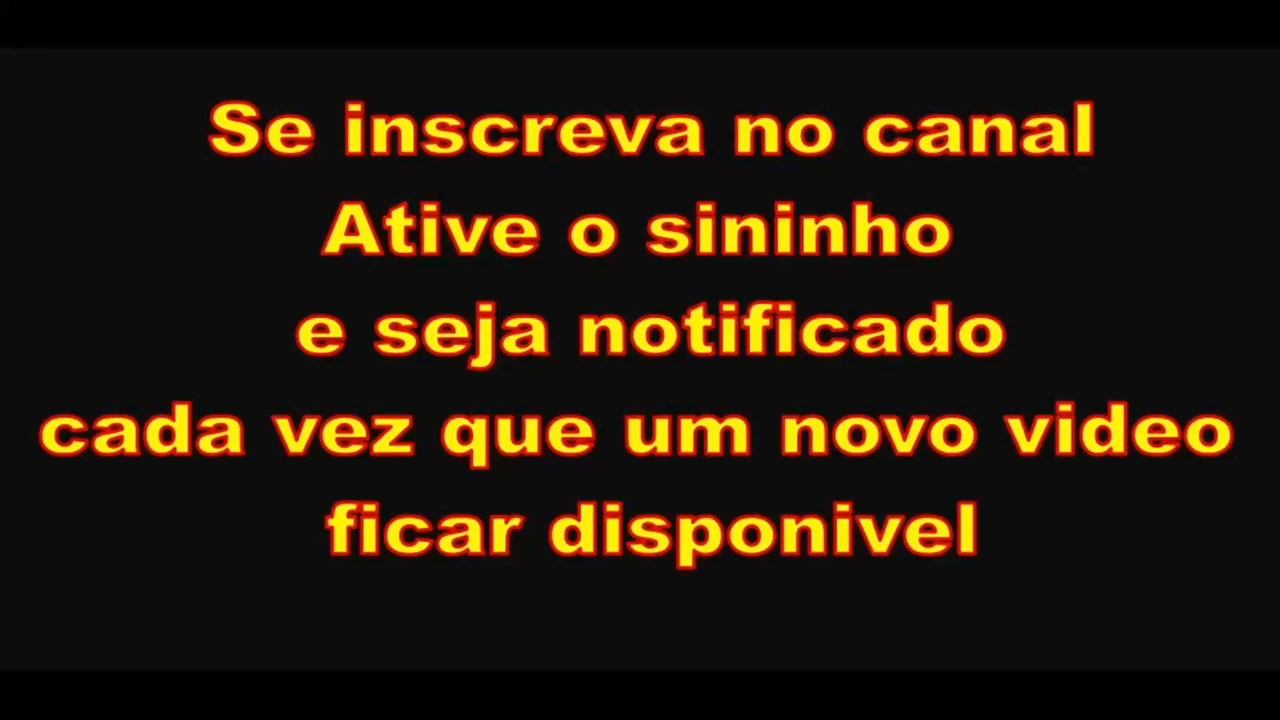 Se inscreva no canal
Ative o sininho
e seja notificado
cada vez que um novo video
ficar disponivel